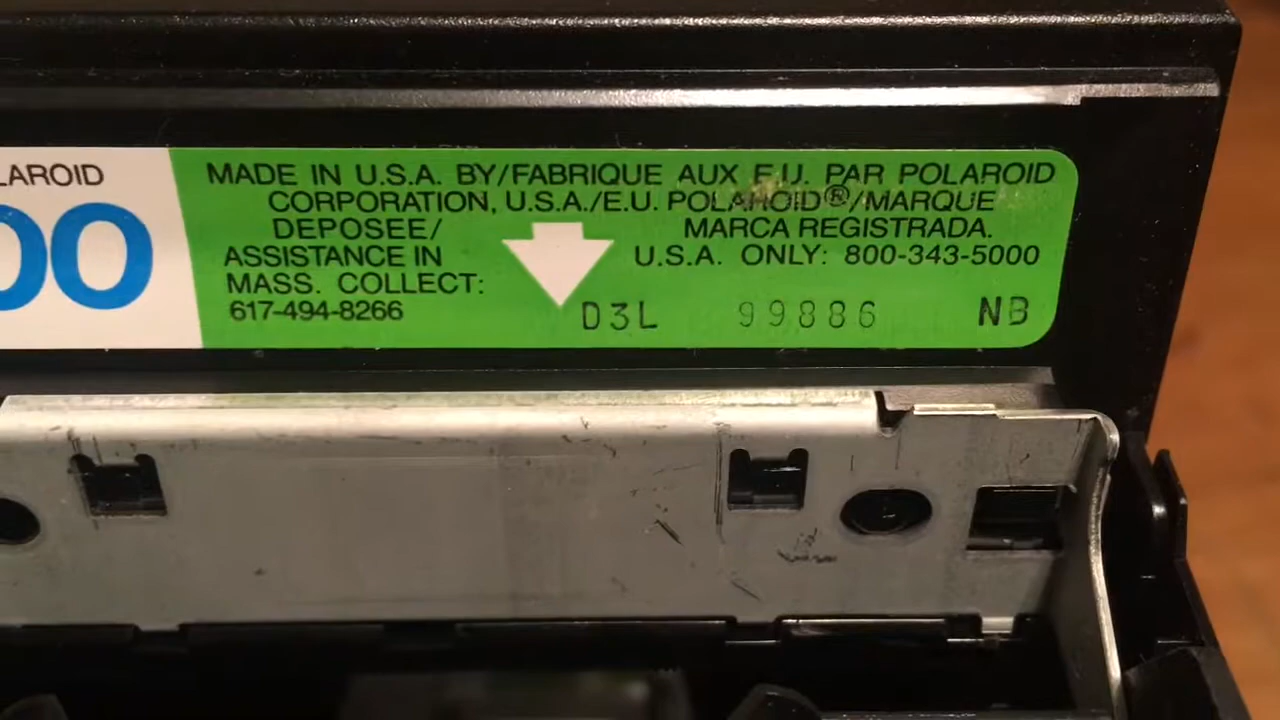 LAROID
00
MADE IN U.S.A. BY/FABRIQUE AUX E.U. PAR POLAROID
CORPORATION, U.S.A./E.U. POLAROID®/MARQUE
DEPOSEE/ MARCA REGISTRADA.
ASSISTANCE IN U.S.A. ONLY: 800-343-5000
MASS. COLLECT:
617-494-8266
D3L 99886 NB